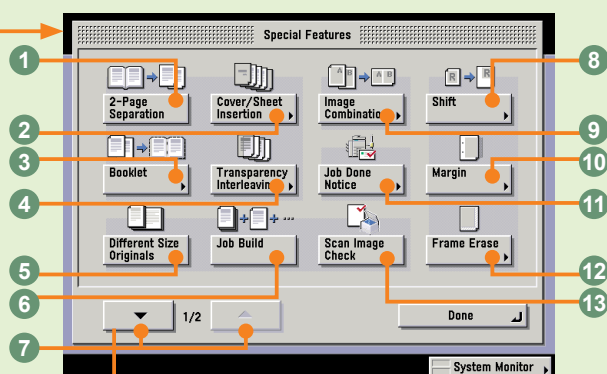 Special Features
1
2-Page
Separation
2
Cover/Sheet
Insertion
Image
Combination
Shift
8
9
3
Booklet
4
Transparency
Interleaving
Job Done
Notice
11
Margin
10
5
Different Size
Originals
6
Job Build
Scan Image
Check
13
Frame Erase
12
7
1/2
Done
System Monitor
A B
A B
R
R